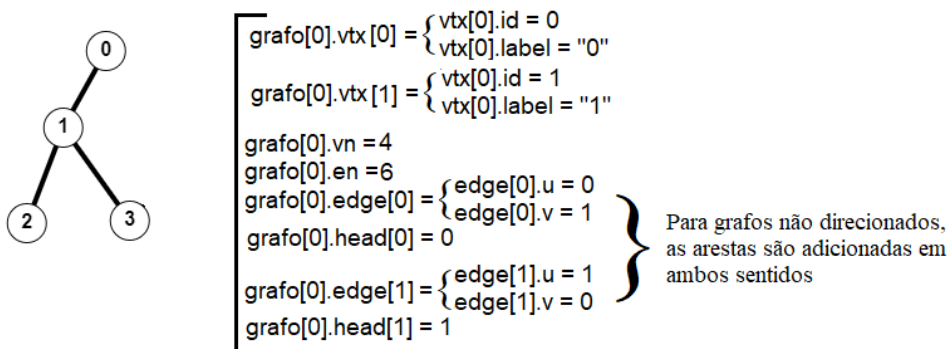 0
1
2
3
grafo[0].vtx[0] = { vtx[0].id = 0
vtx[0].label = "0"
grafo[0].vtx[1] = { vtx[0].id = 1
vtx[0].label = "1"
grafo[0].vn =4
grafo[0].en =6
grafo[0].edge[0] = { edge[0].u = 0
edge[0].v = 1
grafo[0].head[0] = 0
grafo[0].edge[1] = { edge[1].u = 1
edge[1].v = 0
grafo[0].head[1] = 1
} Para grafos não direcionados,
as arestas são adicionadas em
ambos sentidos